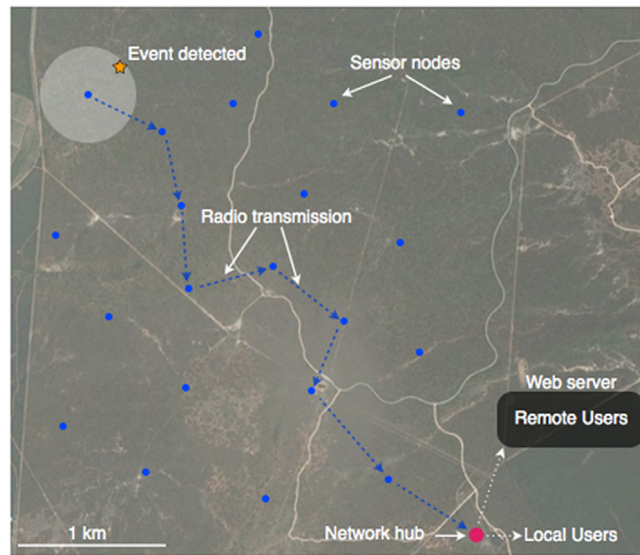 Event detected
Sensor nodes
Radio transmission
Web server
Remote Users
1 km
Network hub
Local Users